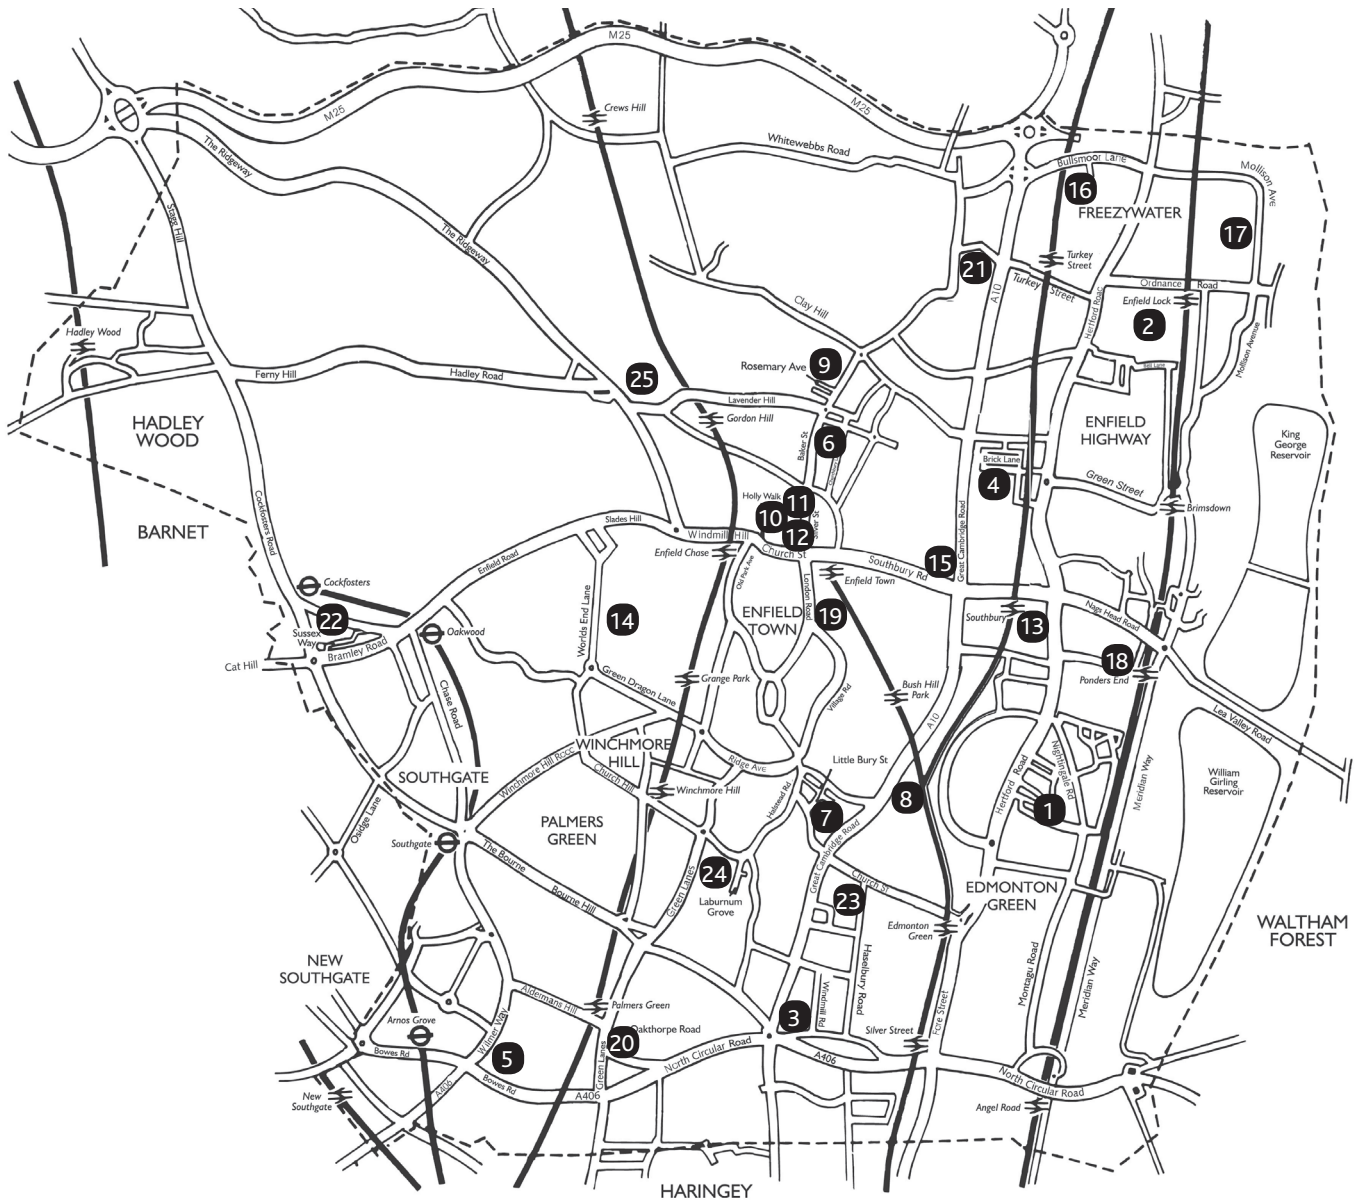 M25
Crews Hill
M25
M25
Whitewebbs Road
The Ridgeway
Bullsmoor Lane
Mollison Ave
16
FREEZYWATER
Stagg Hill
The Ridgeway
17
Turkey
Street
21
Turkey Street
A10
Ordnance Road
Hertford Road
Enfield Lock
Clay Hill
2
Hadley Wood
Mollison Avenue
9
Rosemary Ave
Ferny Hill
Hadley Road
25
Lavender Hill
Gordon Hill
HADLEY
WOOD
ENFIELD
HIGHWAY
King
George
Reservoir
Baker St
6
Brick Lane
4
Green Street
Brimsdown
Holly Walk
11
10
12
Silver St
Cockfosters Road
BARNET
Slades Hill
Windmill Hill
Church St
Enfield Chase
Old Park Ave
Southbury Rd
15
Great Cambridge Road
Enfield Road
Enfield Town
London Road
Cockfosters
Worlds End Lane
14
ENFIELD
TOWN
19
Southbury
13
Nags Head Road
22
Sussex
Way
Oakwood
Cat Hill
Bramley Road
18
Ponders End
Green Dragon Lane
Grange Park
Bush Hill
Park
Village Rd
Chase Road
A10
Lea Valley Road
WINCHMORE
HILL
Winchmore Hill Road
Church Hill
Ridge Ave
Little Bury St
Nightingale Rd
Hertford Road
Meridian Way
William
Girling
Reservoir
SOUTHGATE
Winchmore Hill
Halstead Rd
7
8
1
Osidge Lane
PALMERS
GREEN
Great Cambridge Road
Southgate
The Bourne
Bourne Hill
Green Lanes
24
Laburnum
Grove
Church St
23
EDMONTON
GREEN
Edmonton
Green
WALTHAM
FOREST
NEW
SOUTHGATE
Haselbury Road
Montagu Road
Meridian Way
Aldermans Hill
Palmers Green
Windmill Rd
Fore Street
Arnos Grove
Wilmer Way
5
20
Oakthorpe Road
3
Silver Street
Bowes Rd
Green Lanes
North Circular Road
A406
A406
Bowes Rd
A406
North Circular Road
New
Southgate
Angel Road
HARINGEY